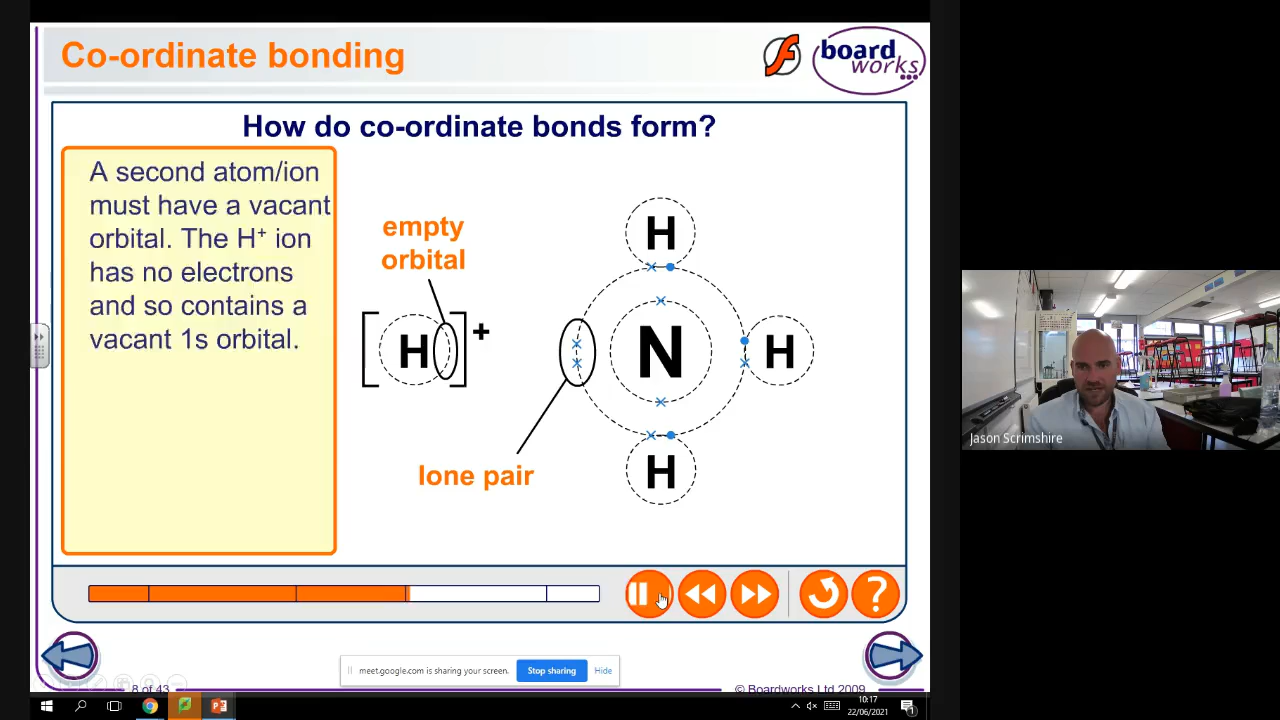 Co-ordinate bonding
board
works
How do co-ordinate bonds form?
A second atom/ion
must have a vacant
orbital. The H⁺ ion
has no electrons
and so contains a
vacant 1s orbital.
empty
orbital
H
[H]+
N
H
H
lone pair
?
Jason Scrimshire
meet.google.com is sharing your screen.
Stop sharing
Hide
8 of 43
© Boardworks Ltd 2009
10:17
22/06/2021
1